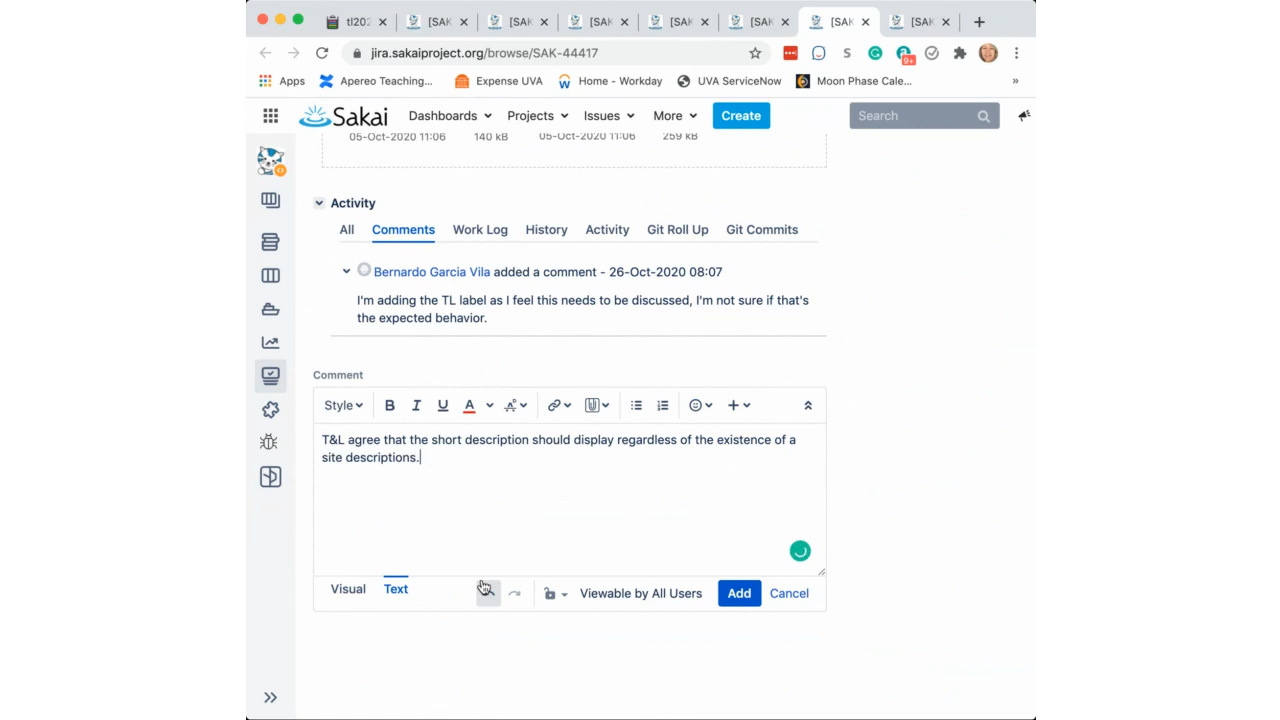 tl202
[SAK
[SAK
[SAK
[SAK
[SAK
[SAK
[SAK
jira.sakaiproject.org/browse/SAK-44417
S
9+
Apps
Apereo Teaching...
Expense UVA
Home - Workday
UVA ServiceNow
Moon Phase Cale...
»
Sakai
Dashboards
Projects
Issues
More
Create
Search
05-Oct-2020 11:06
140 kB
05-Oct-2020 11:06
259 kB
Activity
All
Comments
Work Log
History
Activity
Git Roll Up
Git Commits
Bernardo Garcia Vila added a comment - 26-Oct-2020 08:07
I'm adding the TL label as I feel this needs to be discussed, I'm not sure if that's
the expected behavior.
Comment
Style
B
I
U
A
T&L agree that the short description should display regardless of the existence of a
site descriptions.
Visual
Text
Viewable by All Users
Add
Cancel